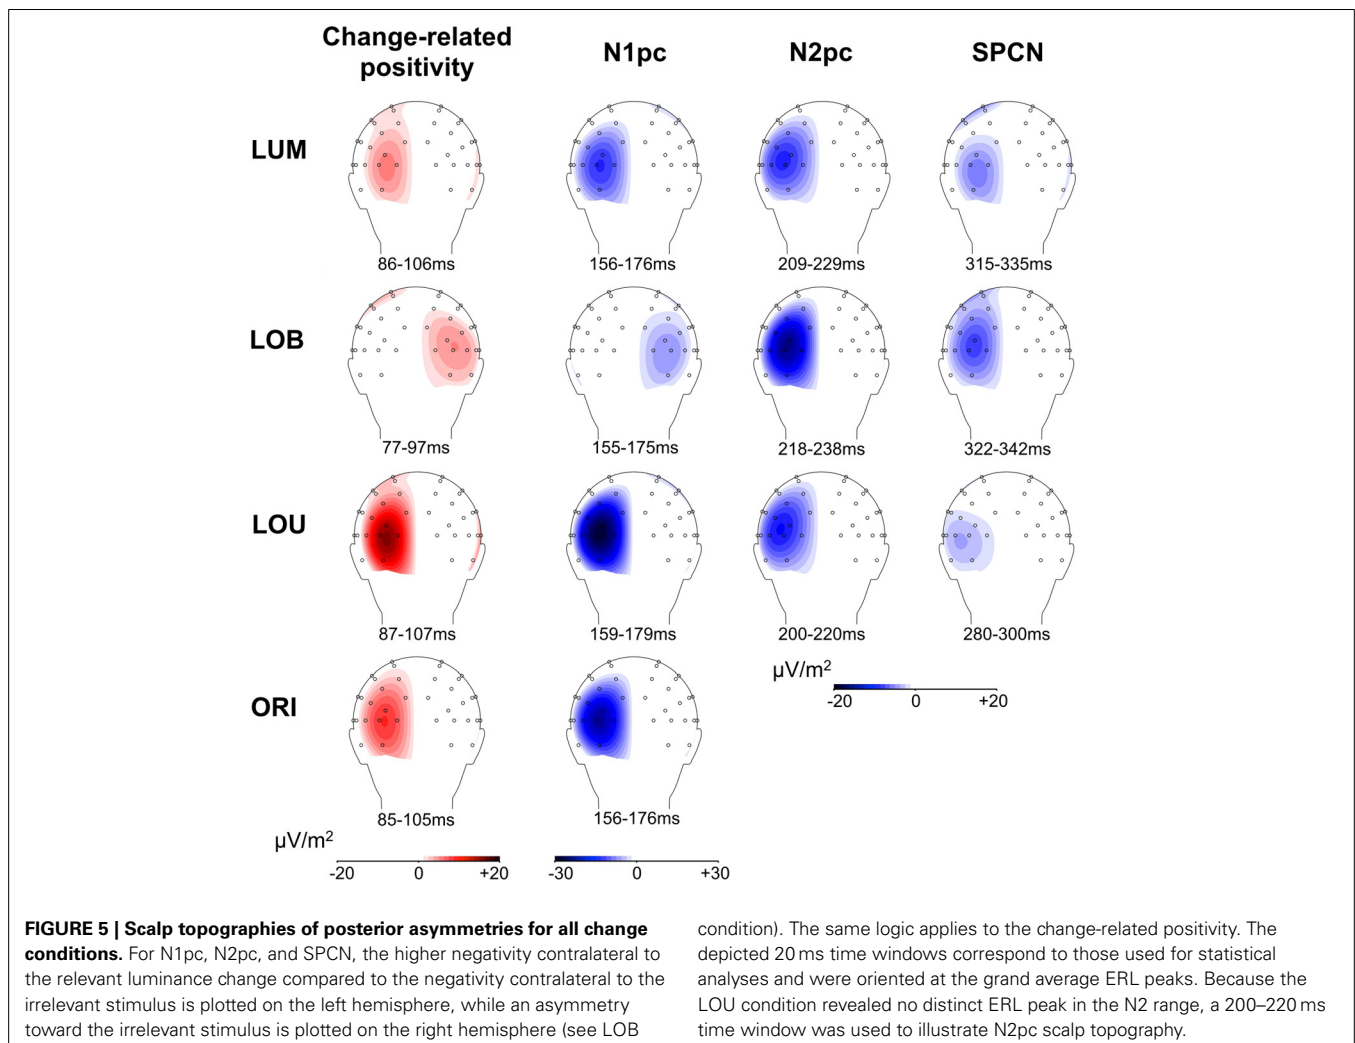 Change-related
positivity
N1pc
N2pc
SPCN
LUM
86-106ms
156-176ms
209-229ms
315-335ms
LOB
77-97ms
155-175ms
218-238ms
322-342ms
LOU
87-107ms
159-179ms
200-220ms
280-300ms
µV/m²
-20 0 +20
ORI
85-105ms
156-176ms
µV/m²
-20 0 +20
-30 0 +30
FIGURE 5 | Scalp topographies of posterior asymmetries for all change
conditions. For N1pc, N2pc, and SPCN, the higher negativity contralateral to
the relevant luminance change compared to the negativity contralateral to the
irrelevant stimulus is plotted on the left hemisphere, while an asymmetry
toward the irrelevant stimulus is plotted on the right hemisphere (see LOB
condition). The same logic applies to the change-related positivity. The
depicted 20 ms time windows correspond to those used for statistical
analyses and were oriented at the grand average ERL peaks. Because the
LOU condition revealed no distinct ERL peak in the N2 range, a 200–220 ms
time window was used to illustrate N2pc scalp topography.